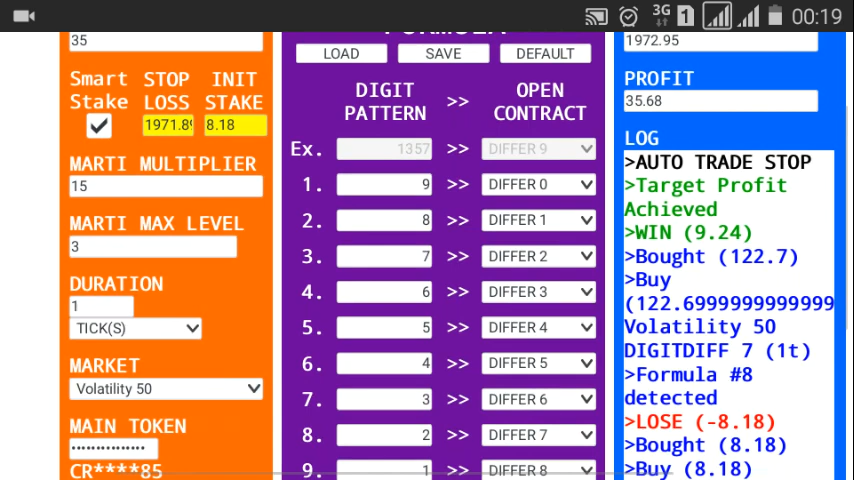 3G 1 00:19
35
Smart Stake STOP LOSS INIT STAKE
1971.8 8.18
MARTI MULTIPLIER
15
MARTI MAX LEVEL
3
DURATION
1
TICK(S)
MARKET
Volatility 50
MAIN TOKEN
•••••••••••••••
CR****85
LOAD SAVE DEFAULT
DIGIT PATTERN >> OPEN CONTRACT
Ex. 1357 >> DIFFER 9
1. 9 >> DIFFER 0
2. 8 >> DIFFER 1
3. 7 >> DIFFER 2
4. 6 >> DIFFER 3
5. 5 >> DIFFER 4
6. 4 >> DIFFER 5
7. 3 >> DIFFER 6
8. 2 >> DIFFER 7
9. 1 >> DIFFER 8
1972.95
PROFIT
35.68
LOG
>AUTO TRADE STOP
>Target Profit
Achieved
>WIN (9.24)
>Bought (122.7)
>Buy
(122.6999999999999
Volatility 50
DIGITDIFF 7 (1t)
>Formula #8
detected
>LOSE (-8.18)
>Bought (8.18)
>Buy (8.18)